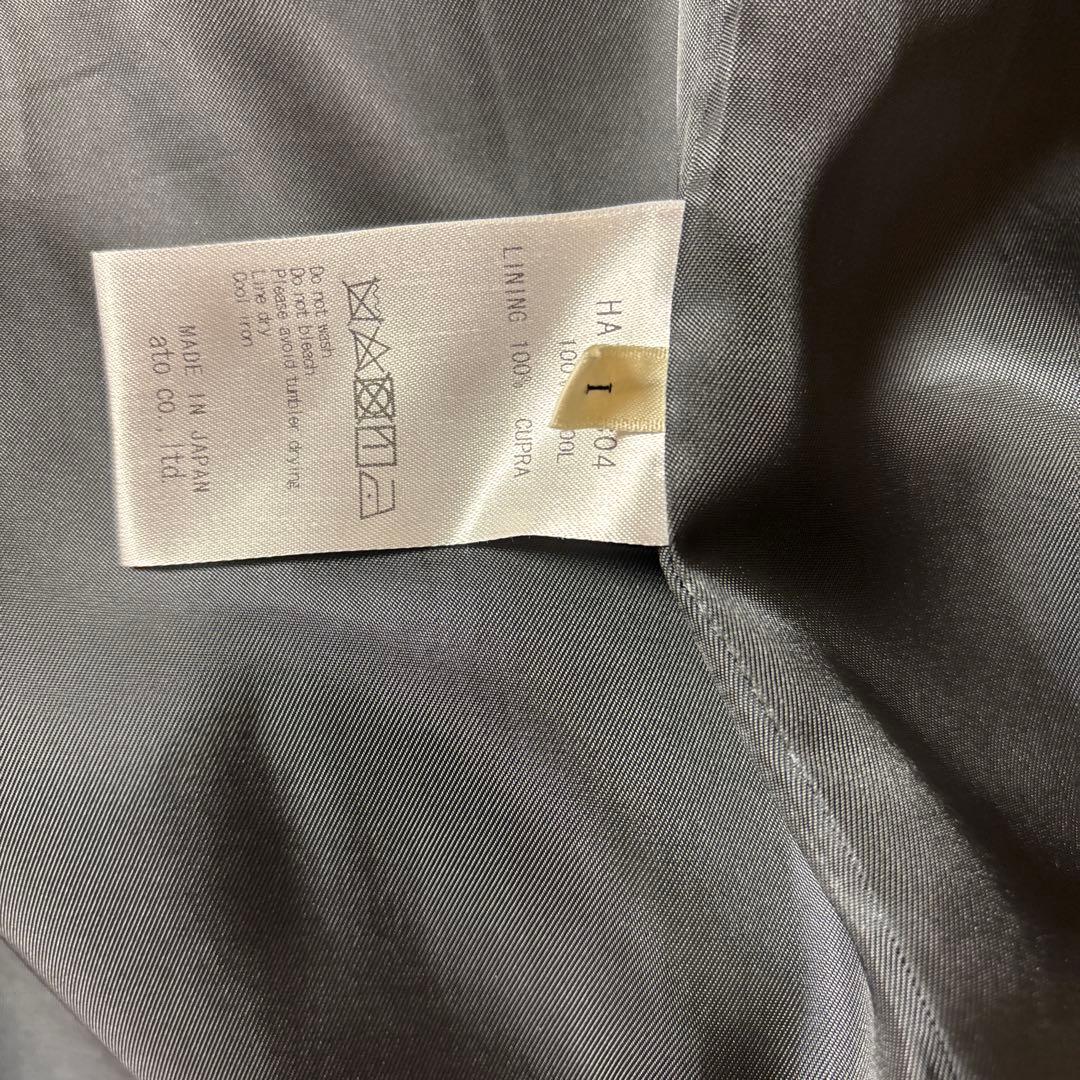 HA 04
I
100 OOL
LINING 100% CUPRA
Do not wash
Do not bleach
Please avoid tumbler drying
Line dry
Cool iron
MADE IN JAPAN
ato CO.,ltd